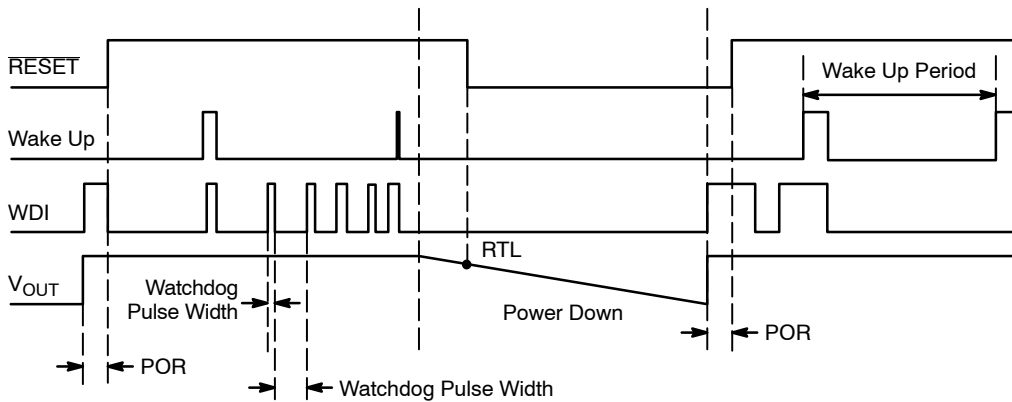 RESET
Wake Up Period
Wake Up
WDI
RTL
VOUT
Watchdog
Pulse Width
Power Down
POR
POR
Watchdog Pulse Width